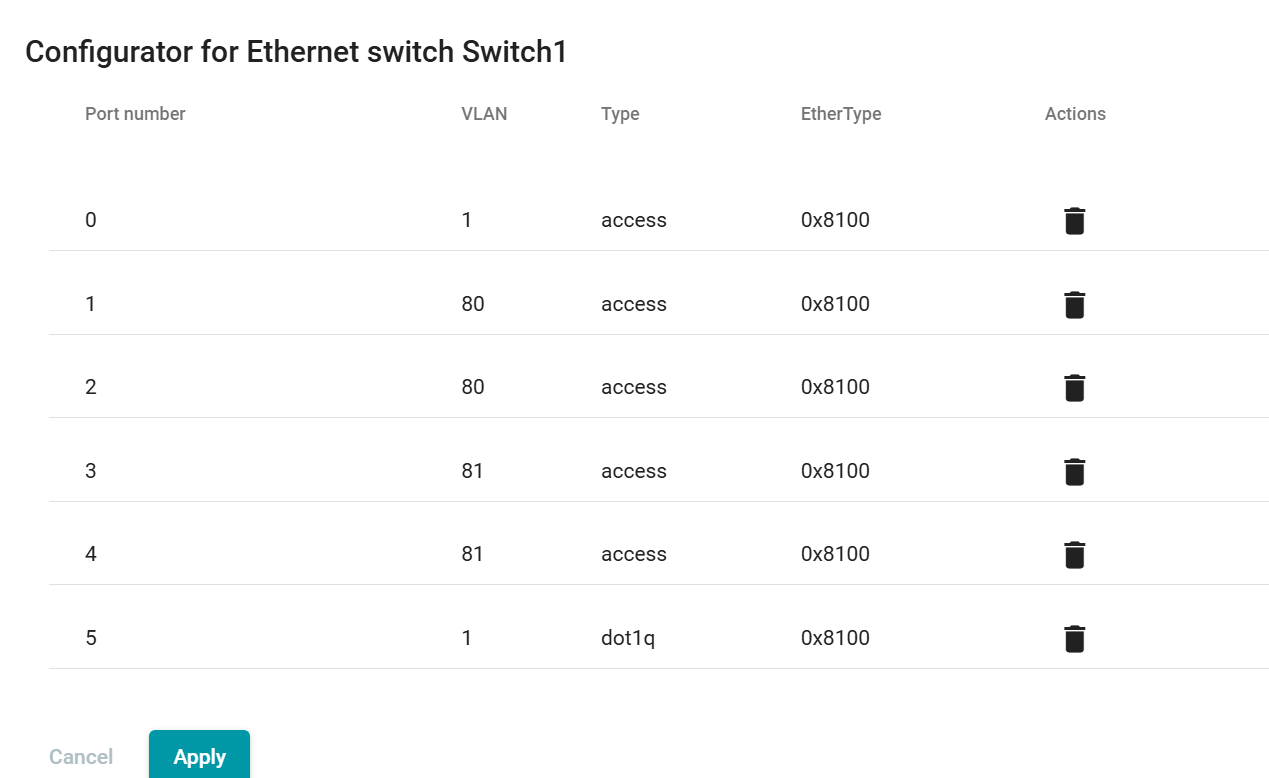 Configurator for Ethernet switch Switch1
Port number VLAN Type EtherType Actions
0 1 access 0x8100
1 80 access 0x8100
2 80 access 0x8100
3 81 access 0x8100
4 81 access 0x8100
5 1 dot1q 0x8100
Cancel Apply